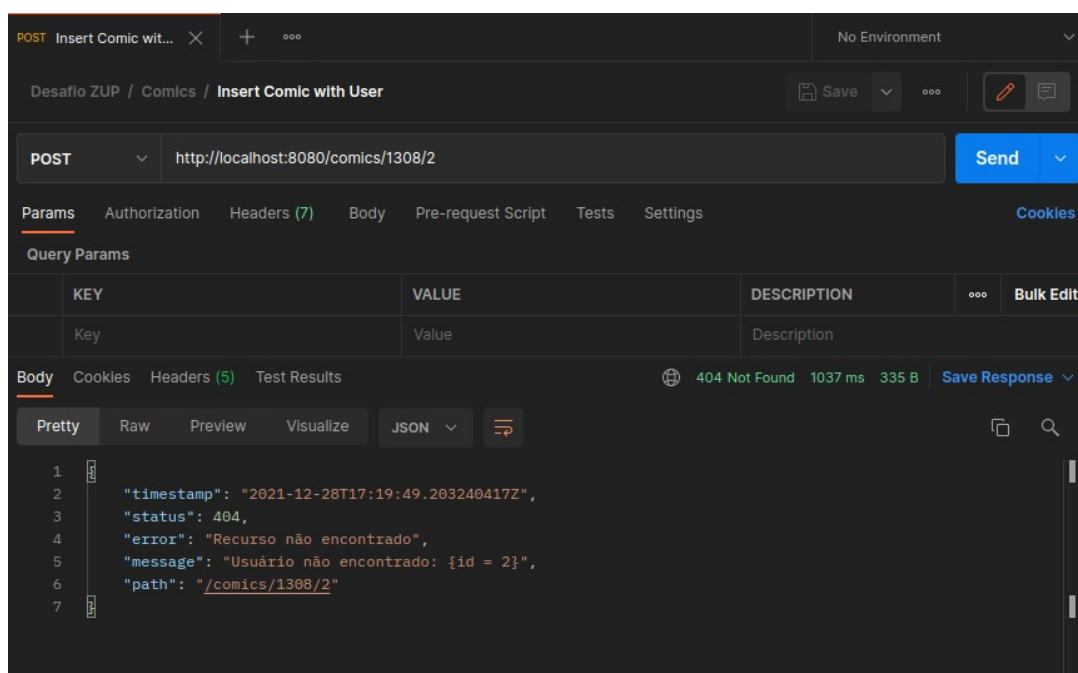 POST Insert Comic wit... No Environment
Desafio ZUP / Comics / Insert Comic with User Save
POST http://localhost:8080/comics/1308/2 Send
Params Authorization Headers (7) Body Pre-request Script Tests Settings Cookies
Query Params
KEY VALUE DESCRIPTION Bulk Edit
Key Value Description
Body Cookies Headers (5) Test Results 404 Not Found 1037 ms 335 B Save Response
Pretty Raw Preview Visualize JSON
1 {
2 "timestamp": "2021-12-28T17:19:49.203240417Z",
3 "status": 404,
4 "error": "Recurso não encontrado",
5 "message": "Usuário não encontrado: {id = 2}",
6 "path": "/comics/1308/2"
7 }